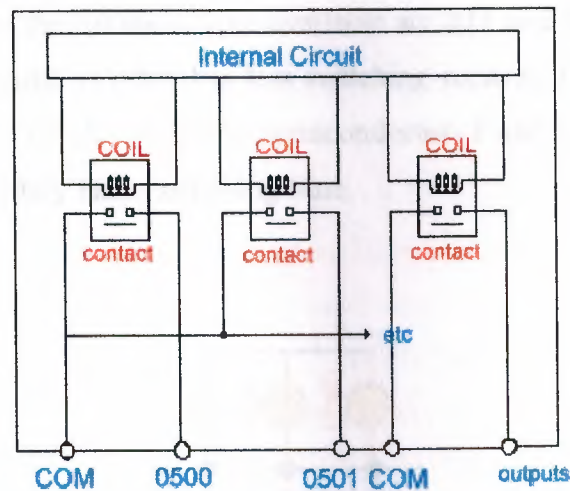 Internal Circuit
COIL COIL COIL
contact contact contact
etc
COM 0500 0501 COM outputs